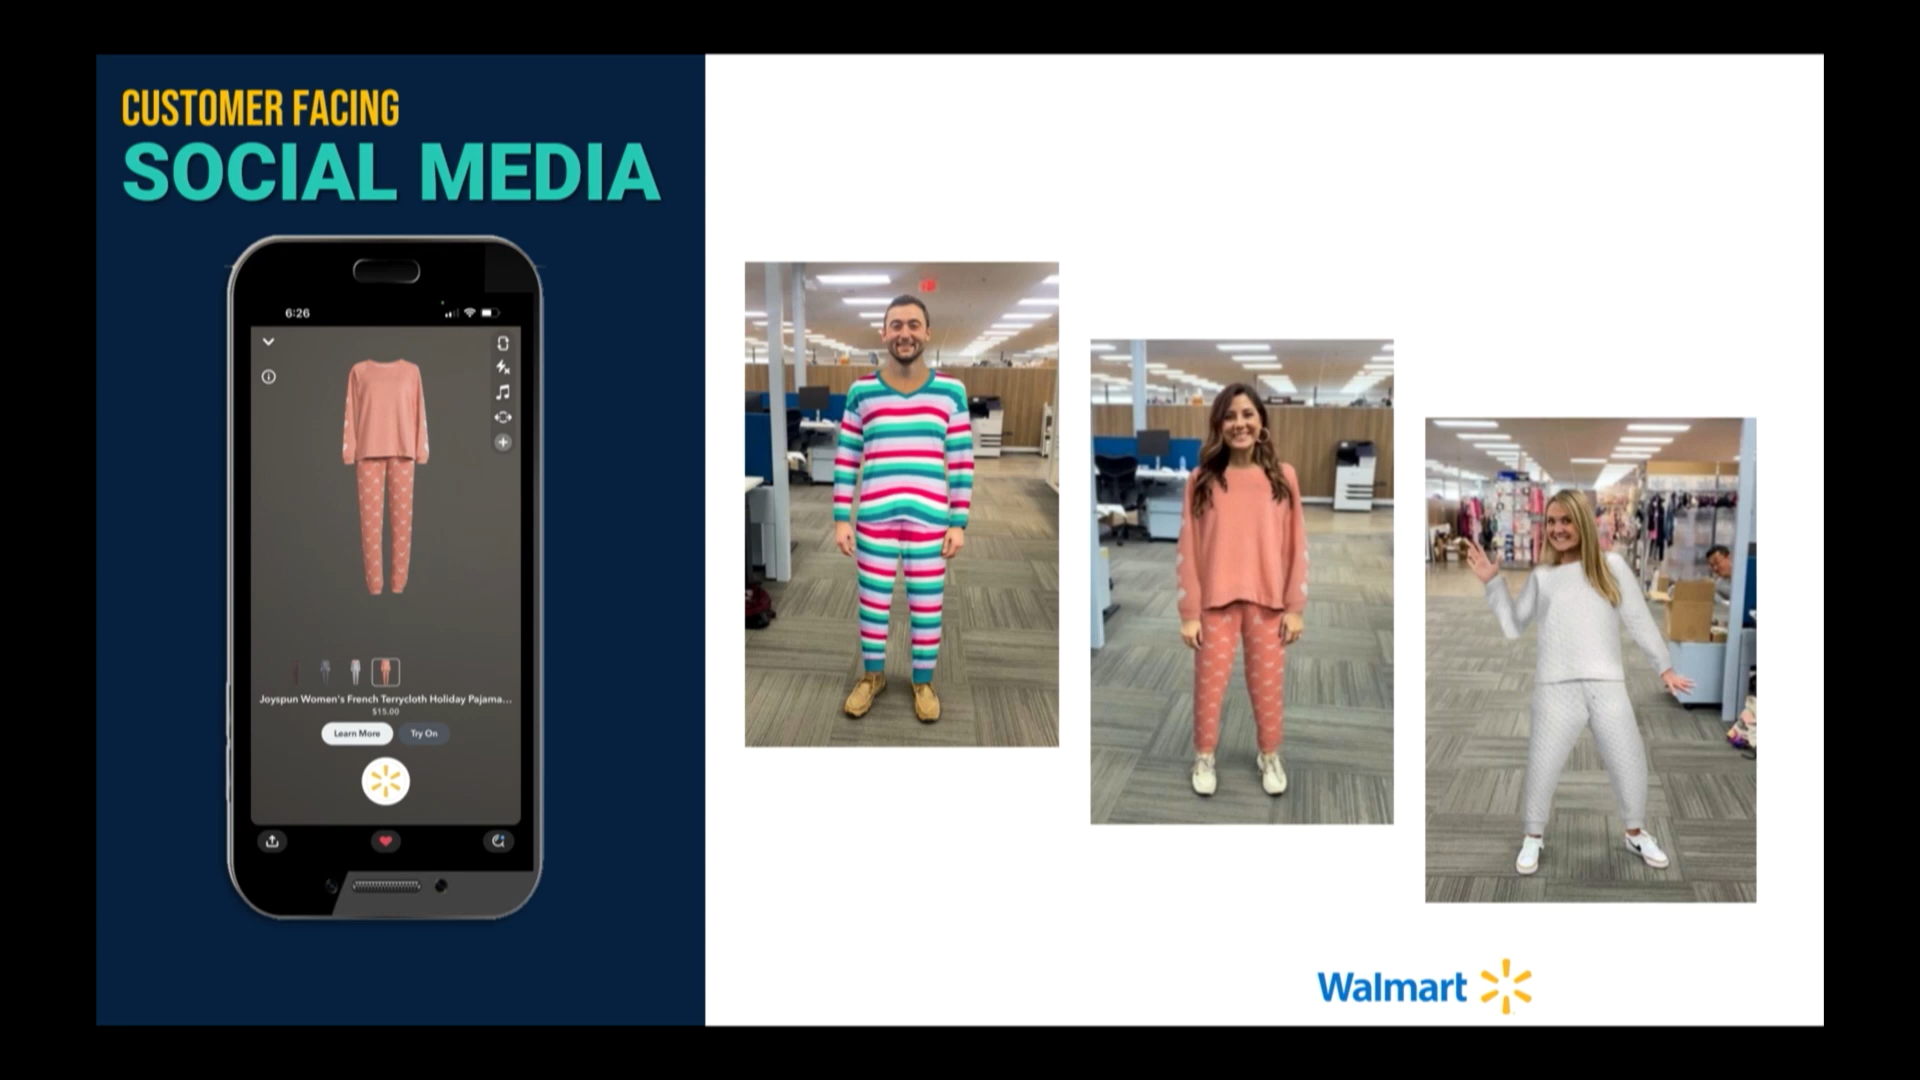 CUSTOMER FACING
SOCIAL MEDIA
6:26
Joyspun Women's French Terrycloth Holiday Pajama...
$15.00
Learn More
Try On
Walmart